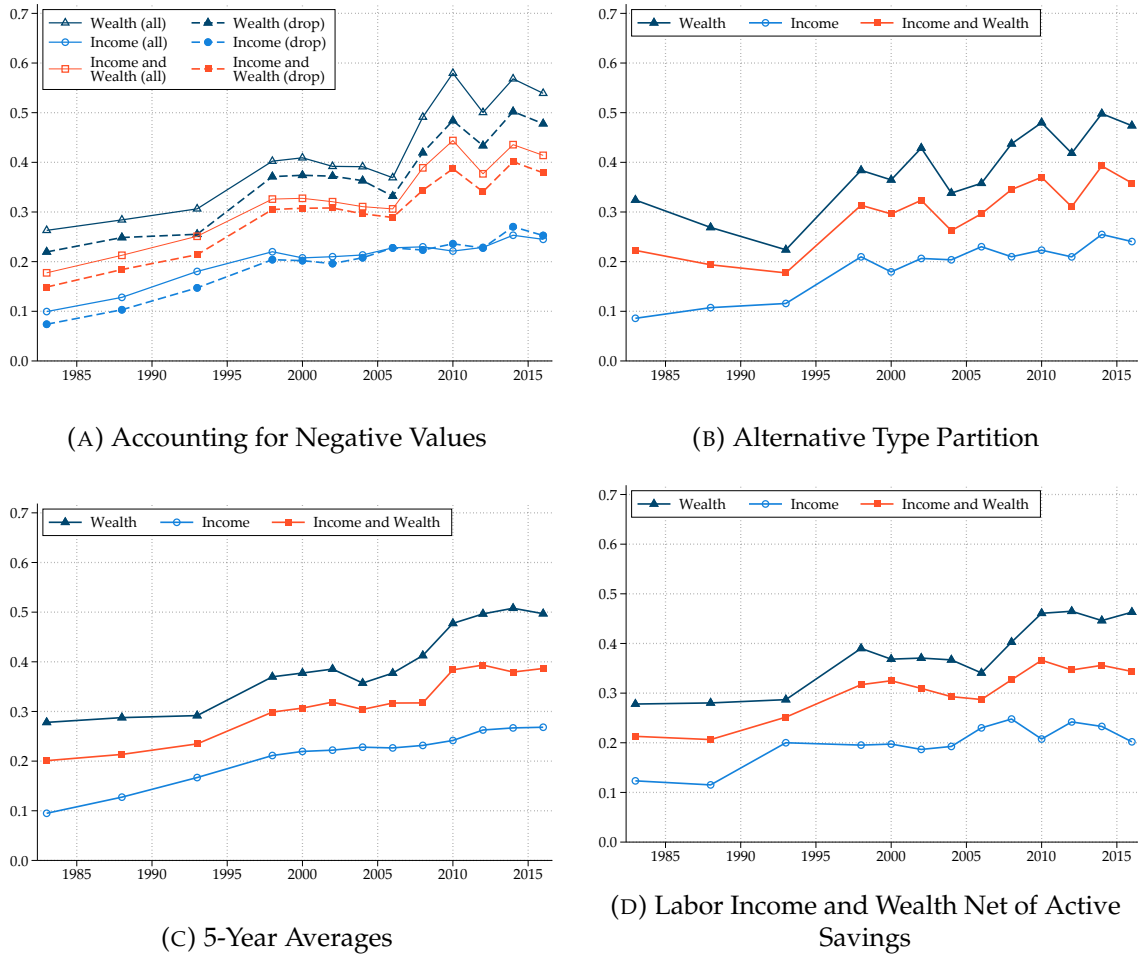 Wealth (all)
Wealth (drop)
Income (all)
Income (drop)
Income and
Wealth (all)
Income and
Wealth (drop)
0.7
0.6
0.5
0.4
0.3
0.2
0.1
0.0
1985 1990 1995 2000 2005 2010 2015
(A) Accounting for Negative Values
Wealth Income Income and Wealth
0.7
0.6
0.5
0.4
0.3
0.2
0.1
0.0
1985 1990 1995 2000 2005 2010 2015
(B) Alternative Type Partition
Wealth Income Income and Wealth
0.7
0.6
0.5
0.4
0.3
0.2
0.1
0.0
1985 1990 1995 2000 2005 2010 2015
(C) 5-Year Averages
Wealth Income Income and Wealth
0.7
0.6
0.5
0.4
0.3
0.2
0.1
0.0
1985 1990 1995 2000 2005 2010 2015
(D) Labor Income and Wealth Net of Active
Savings